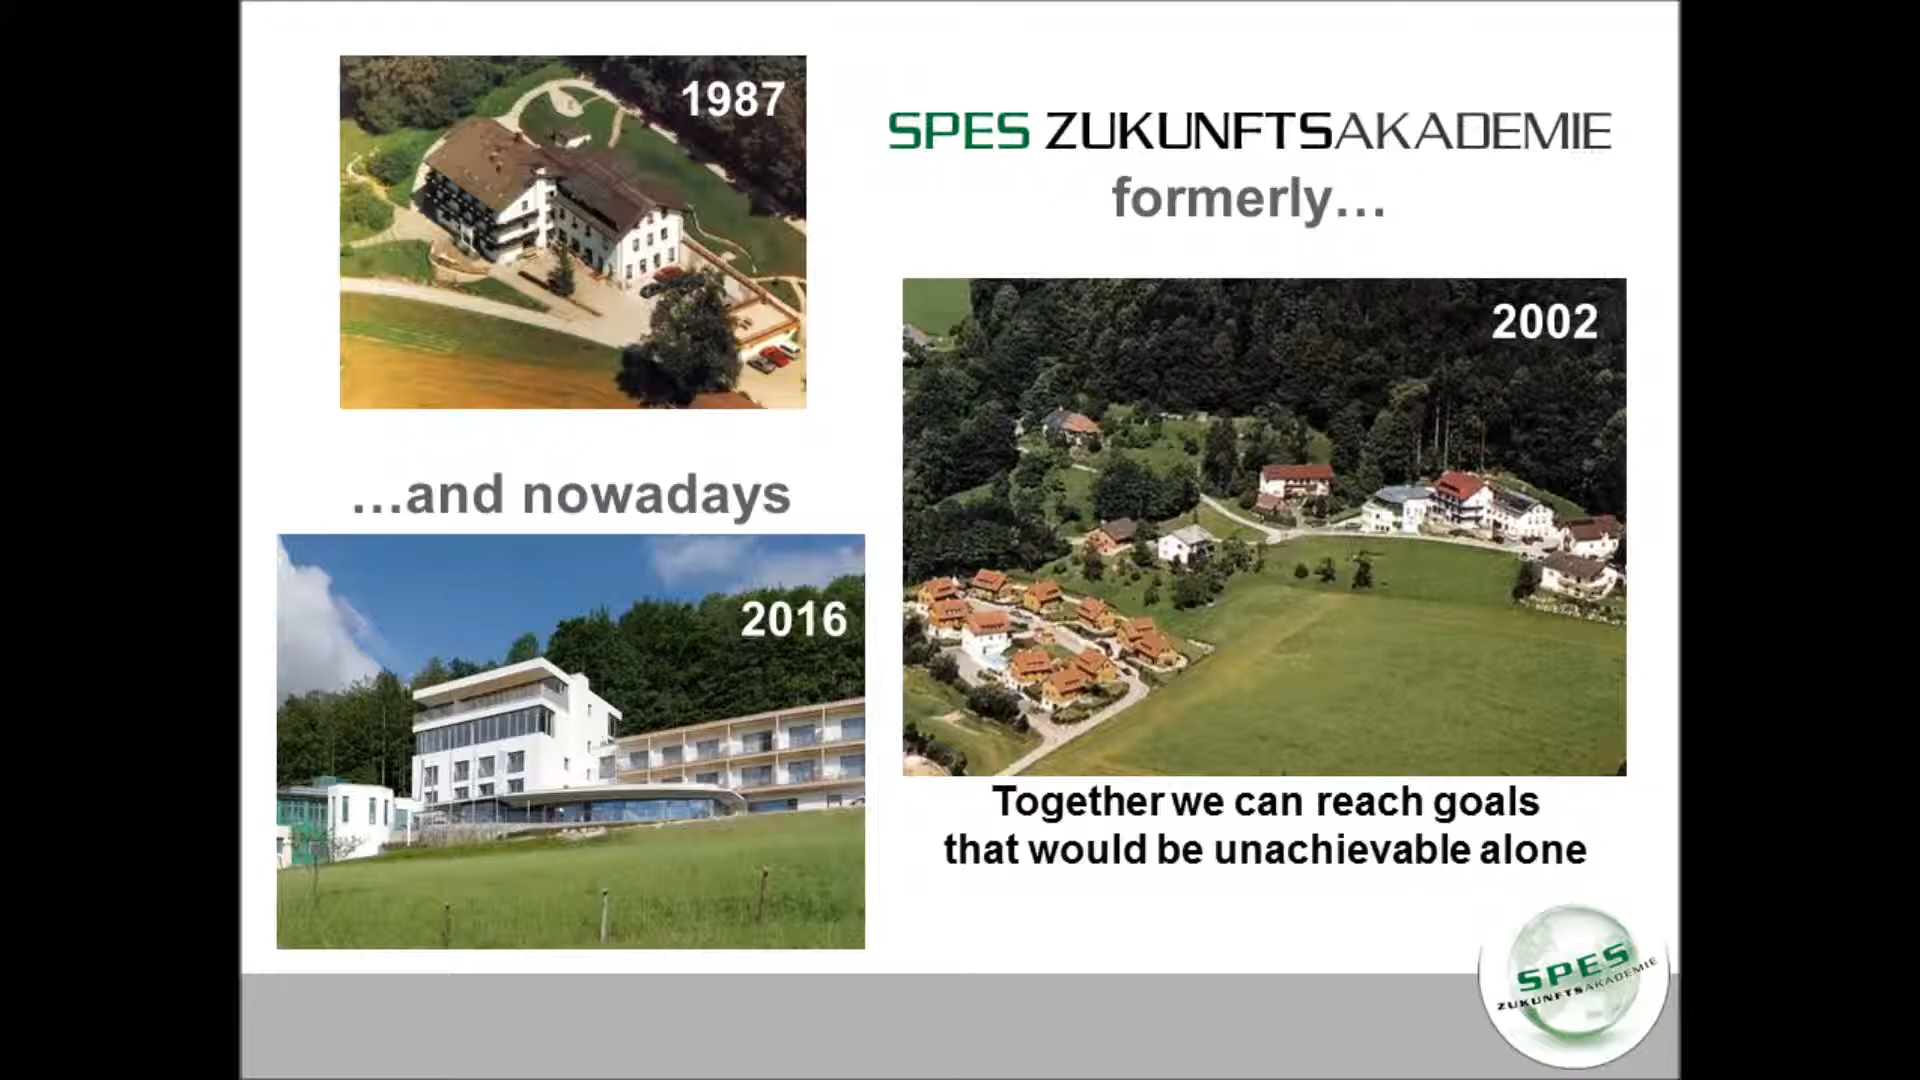 1987
SPES ZUKUNFTSAKADEMIE
formerly…
2002
…and nowadays
2016
Together we can reach goals
that would be unachievable alone
SPES
ZUKUNFTSAKADEMIE